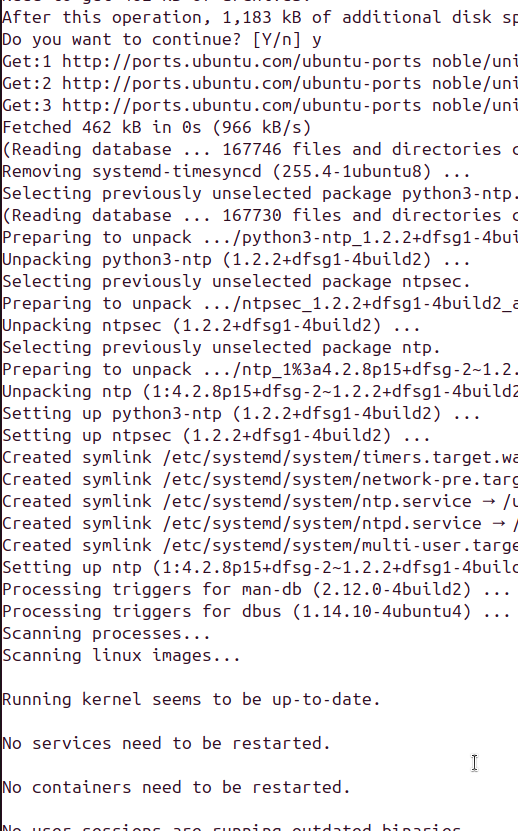 After this operation, 1,183 kB of additional disk sp
Do you want to continue? [Y/n] y
Get:1 http://ports.ubuntu.com/ubuntu-ports noble/uni
Get:2 http://ports.ubuntu.com/ubuntu-ports noble/uni
Get:3 http://ports.ubuntu.com/ubuntu-ports noble/uni
Fetched 462 kB in 0s (966 kB/s)
(Reading database ... 167746 files and directories c
Removing systemd-timesyncd (255.4-1ubuntu8) ...
Selecting previously unselected package python3-ntp.
(Reading database ... 167730 files and directories c
Preparing to unpack .../python3-ntp_1.2.2+dfsg1-4bui
Unpacking python3-ntp (1.2.2+dfsg1-4build2) ...
Selecting previously unselected package ntpsec.
Preparing to unpack .../ntpsec_1.2.2+dfsg1-4build2_a
Unpacking ntpsec (1.2.2+dfsg1-4build2) ...
Selecting previously unselected package ntp.
Preparing to unpack .../ntp_1%3a4.2.8p15+dfsg-2~1.2.
Unpacking ntp (1:4.2.8p15+dfsg-2~1.2.2+dfsg1-4build2
Setting up python3-ntp (1.2.2+dfsg1-4build2) ...
Setting up ntpsec (1.2.2+dfsg1-4build2) ...
Created symlink /etc/systemd/system/timers.target.wa
Created symlink /etc/systemd/system/network-pre.targ
Created symlink /etc/systemd/system/ntp.service → /u
Created symlink /etc/systemd/system/ntpd.service → /
Created symlink /etc/systemd/system/multi-user.targe
Setting up ntp (1:4.2.8p15+dfsg-2~1.2.2+dfsg1-4build
Processing triggers for man-db (2.12.0-4build2) ...
Processing triggers for dbus (1.14.10-4ubuntu4) ...
Scanning processes...
Scanning linux images...
Running kernel seems to be up-to-date.
No services need to be restarted.
No containers need to be restarted.
No user sessions are running outdated binaries